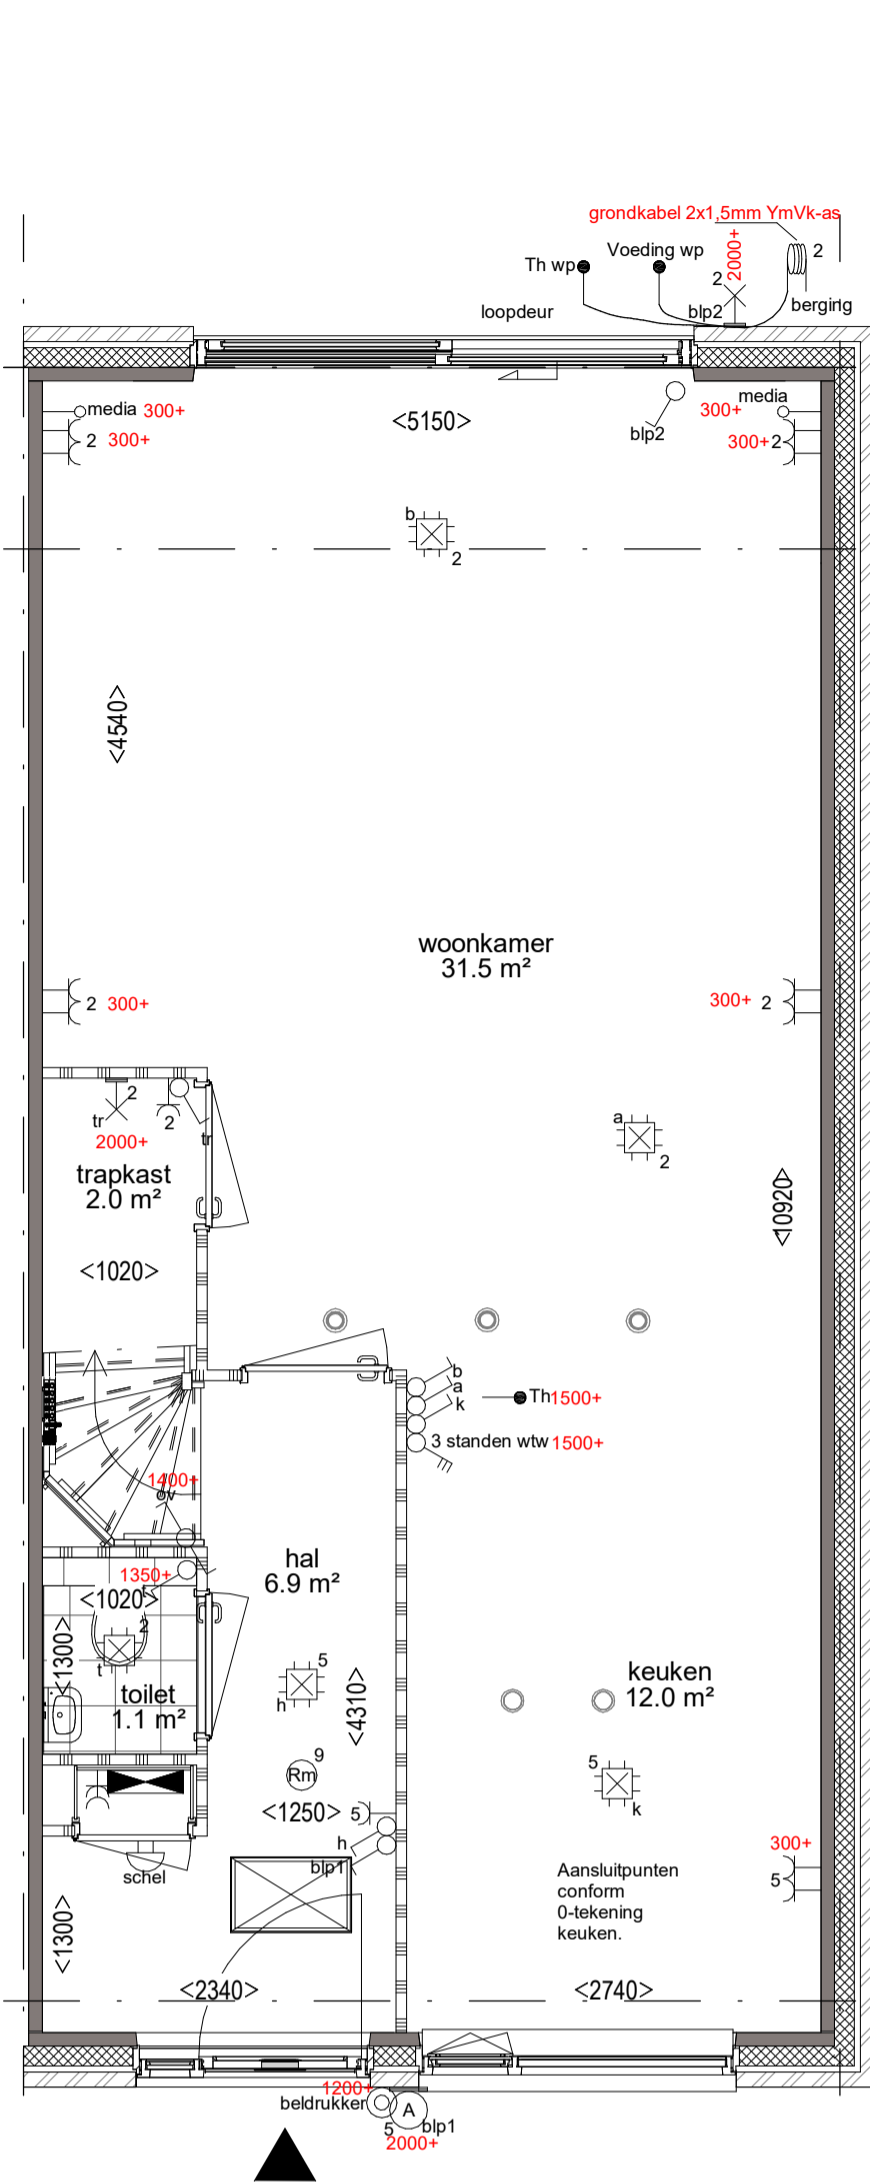 grondkabel 2x1,5mm YmVk-as
Voeding wp
2000+
2
Th wp
2
loopdeur
blp2
berging
media
300+
<5150>
300+
media
2
300+
blp2
300+
2
b
2
<4540>
woonkamer
31.5 m²
2
300+
300+
2
2
tr
2
tr
2000+
a
2
trapkast
2.0 m²
<10920>
<1020>
b
a
k
Th
1500+
3 standen wtw
1500+
1400+
ov
hal
6.9 m²
1350+
t
<1020>
2
<1300>
t
toilet
1.1 m²
5
h
<4310>
keuken
12.0 m²
9
Rm
5
k
<1250>
5
h
blp1
300+
5
schel
Aansluitpunten
conform
0-tekening
keuken.
<1300>
<2340>
<2740>
1200+
beldrukker
A
5
blp1
2000+